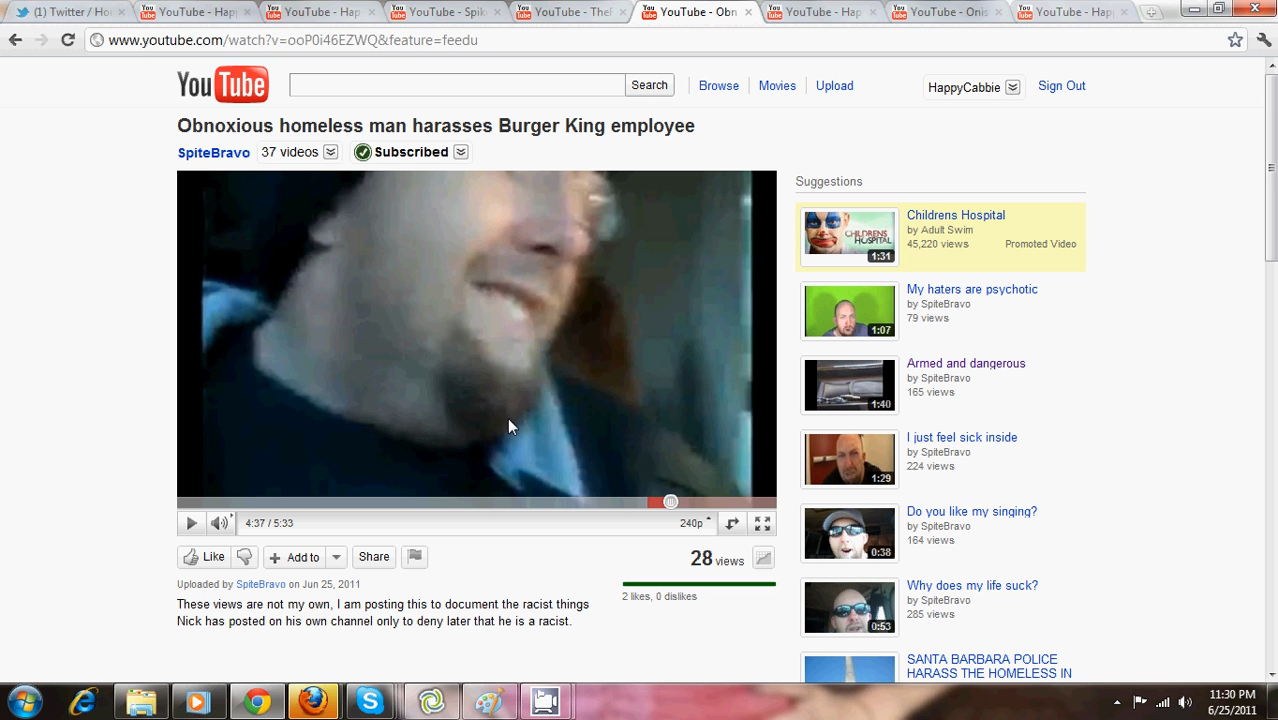 (1) Twitter / Ho
YouTube - Happ
YouTube - Hap
YouTube - Spik
YouTube - TheF
YouTube - Obn
YouTube - Hap
YouTube - Onis
YouTube - Happ
www.youtube.com/watch?v=ooP0i46EZWQ&feature=feedu
YouTube
Search
Browse
Movies
Upload
HappyCabbie
Sign Out
Obnoxious homeless man harasses Burger King employee
SpiteBravo 37 videos Subscribed
4:37 / 5:33
240p
Like
Add to
Share
28 views
Uploaded by SpiteBravo on Jun 25, 2011
2 likes, 0 dislikes
These views are not my own, I am posting this to document the racist things
Nick has posted on his own channel only to deny later that he is a racist.
Suggestions
CHILDRENS
HOSPITAL
1:31
Childrens Hospital
by Adult Swim
45,220 views Promoted Video
1:07
My haters are psychotic
by SpiteBravo
79 views
1:40
Armed and dangerous
by SpiteBravo
165 views
1:29
I just feel sick inside
by SpiteBravo
224 views
0:38
Do you like my singing?
by SpiteBravo
164 views
0:53
Why does my life suck?
by SpiteBravo
285 views
SANTA BARBARA POLICE
HARASS THE HOMELESS IN
11:30 PM
6/25/2011